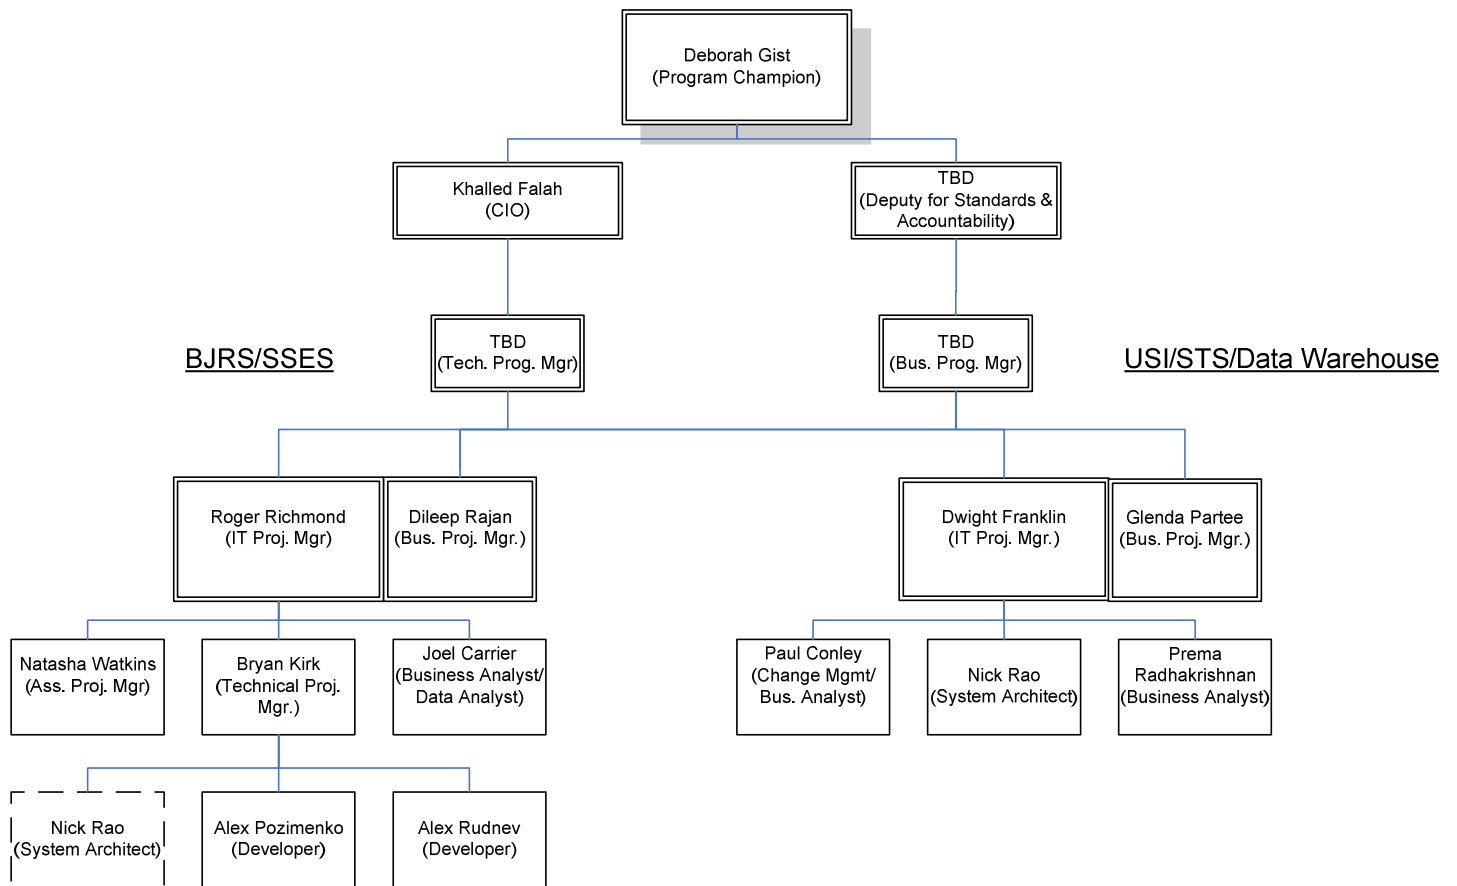 Deborah Gist
(Program Champion)
Khalled Falah
(CIO)
TBD
(Deputy for Standards &
Accountability)
TBD
(Tech. Prog. Mgr)
TBD
(Bus. Prog. Mgr)
BJRS/SSES
USI/STS/Data Warehouse
Roger Richmond
(IT Proj. Mgr)
Dileep Rajan
(Bus. Proj. Mgr.)
Dwight Franklin
(IT Proj. Mgr.)
Glenda Partee
(Bus. Proj. Mgr.)
Natasha Watkins
(Ass. Proj. Mgr)
Bryan Kirk
(Technical Proj.
Mgr.)
Joel Carrier
(Business Analyst/
Data Analyst)
Paul Conley
(Change Mgmt/
Bus. Analyst)
Nick Rao
(System Architect)
Prema
Radhakrishnan
(Business Analyst)
Nick Rao
(System Architect)
Alex Pozimenko
(Developer)
Alex Rudnev
(Developer)